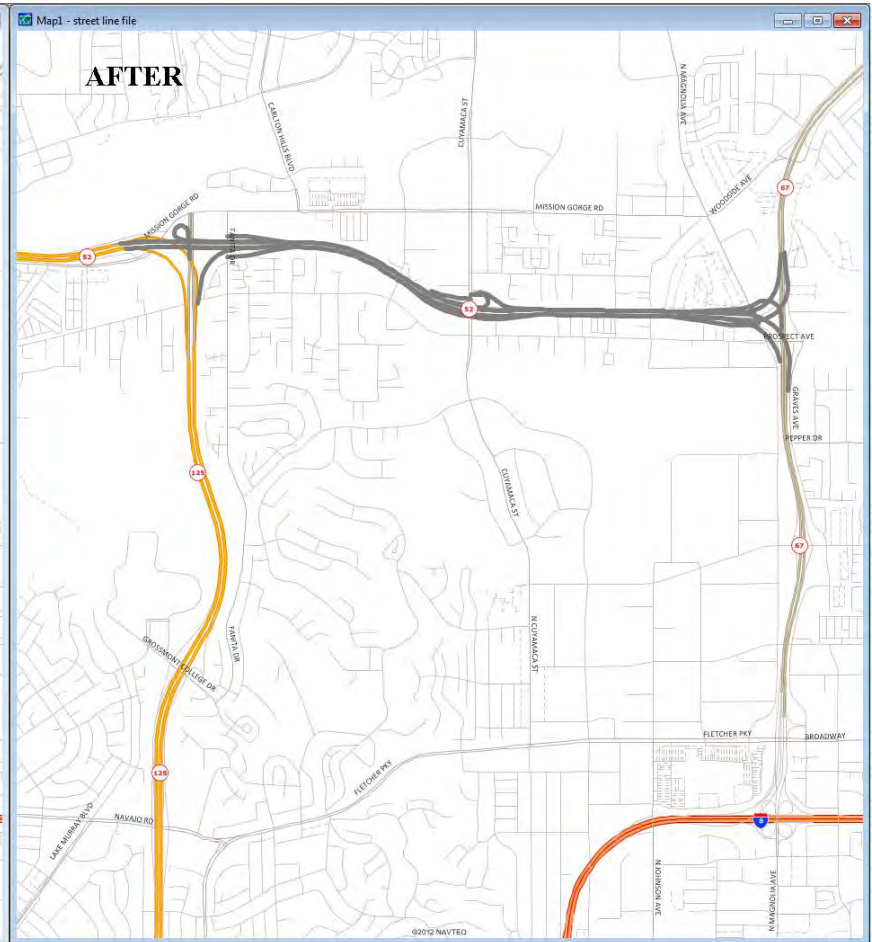 Map1 - street line file
AFTER
CARLTON HILLS BLVD
CUYAMACA ST
N MAGNOLIA AVE
WOODSIDE AVE
67
MISSION GORGE RD
MISSION GORGE RD
FANITA DR
52
52
PROSPECT AVE
GRAVES AVE
PEPPER DR
125
CUYAMACA ST
67
N CUYAMACA ST
FANITA DR
GROSSMONT COLLEGE DR
FLETCHER PKY
BROADWAY
125
FLETCHER PKY
NAVAJO RD
LAKE MURRAY BLVD
8
N JOHNSON AVE
N MAGNOLIA AVE
©2012 NAVTEQ